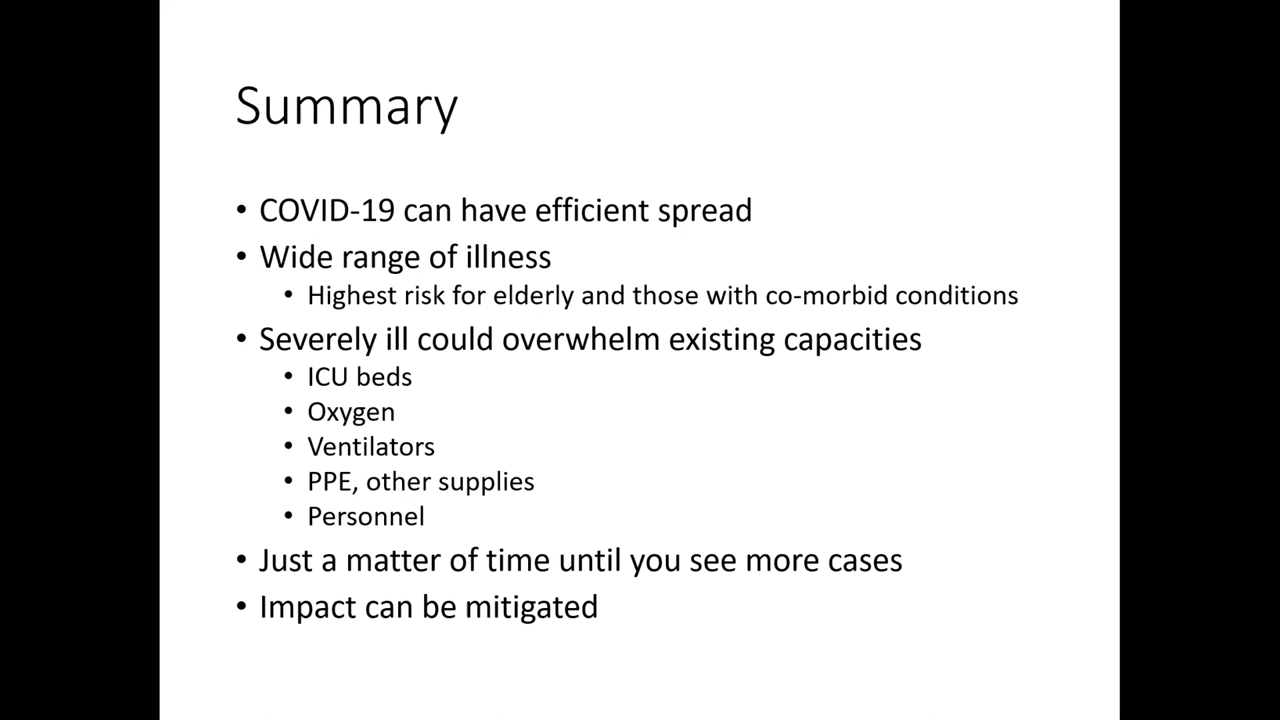 Summary
• COVID-19 can have efficient spread
• Wide range of illness
• Highest risk for elderly and those with co-morbid conditions
• Severely ill could overwhelm existing capacities
• ICU beds
• Oxygen
• Ventilators
• PPE, other supplies
• Personnel
• Just a matter of time until you see more cases
• Impact can be mitigated